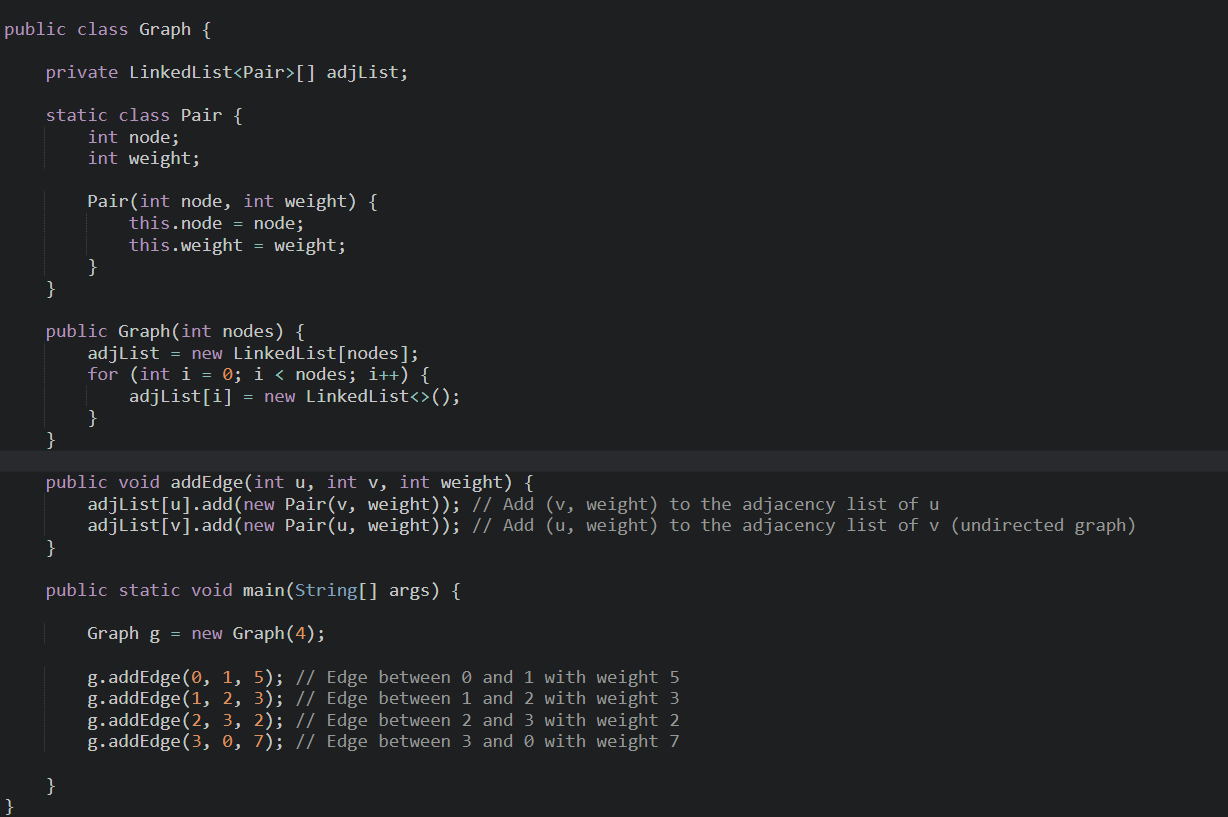 public class Graph {
private LinkedList<Pair>[] adjList;
static class Pair {
int node;
int weight;
Pair(int node, int weight) {
this.node = node;
this.weight = weight;
}
}
public Graph(int nodes) {
adjList = new LinkedList[nodes];
for (int i = 0; i < nodes; i++) {
adjList[i] = new LinkedList<>();
}
}
public void addEdge(int u, int v, int weight) {
adjList[u].add(new Pair(v, weight)); // Add (v, weight) to the adjacency list of u
adjList[v].add(new Pair(u, weight)); // Add (u, weight) to the adjacency list of v (undirected graph)
}
public static void main(String[] args) {
Graph g = new Graph(4);
g.addEdge(0, 1, 5); // Edge between 0 and 1 with weight 5
g.addEdge(1, 2, 3); // Edge between 1 and 2 with weight 3
g.addEdge(2, 3, 2); // Edge between 2 and 3 with weight 2
g.addEdge(3, 0, 7); // Edge between 3 and 0 with weight 7
}
}